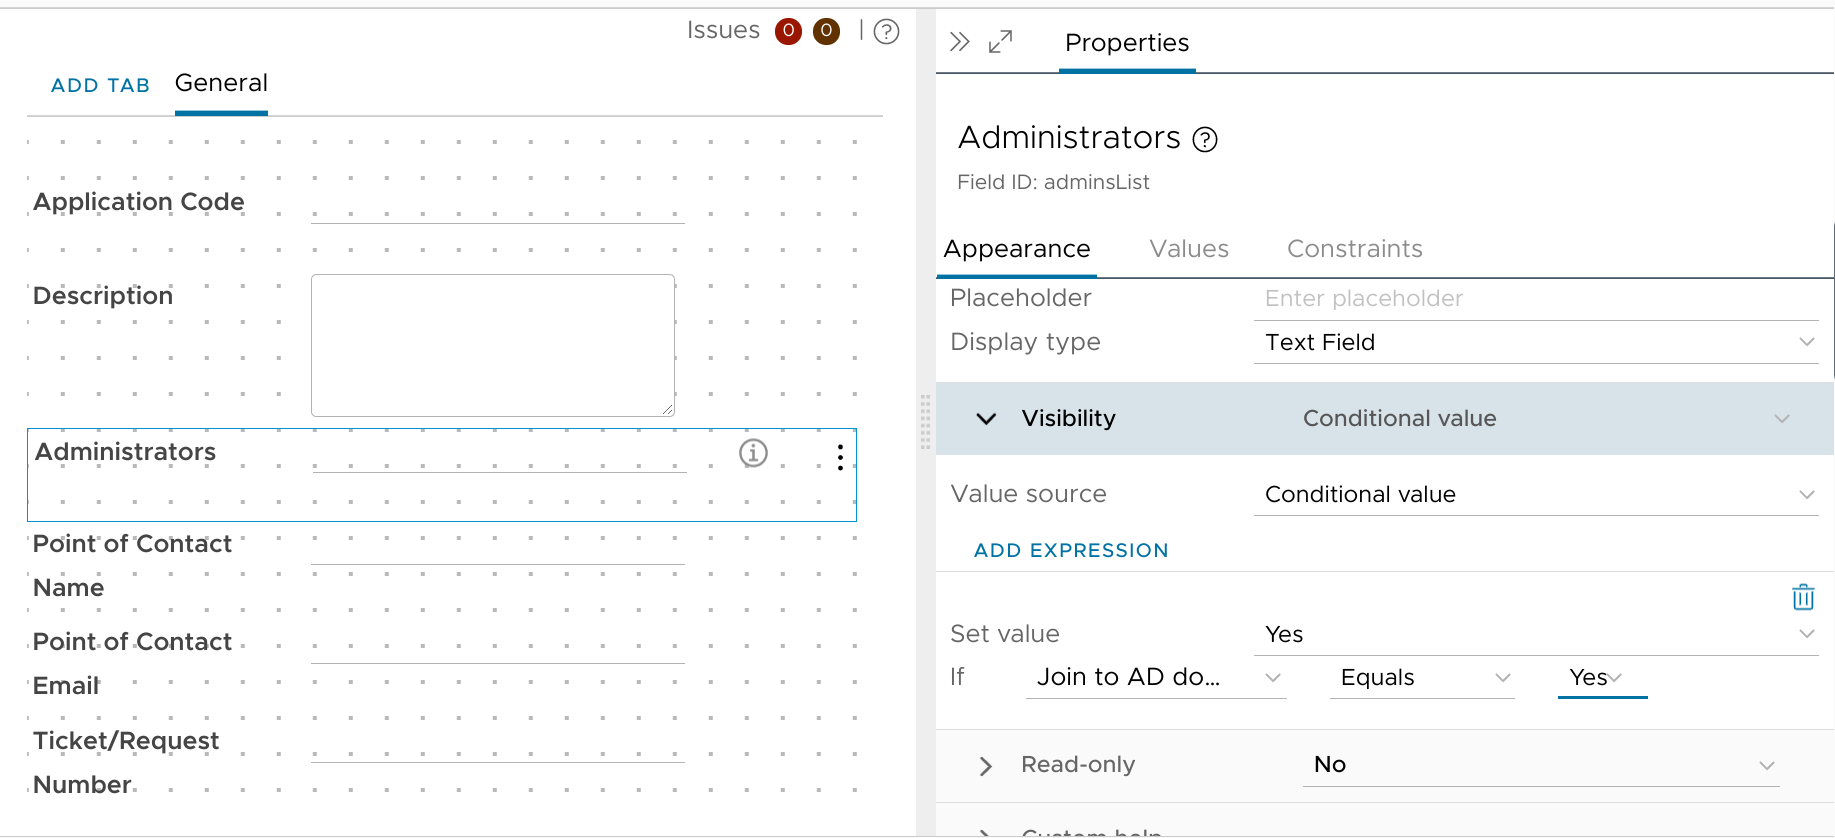 Issues 0 0 | ?
ADD TAB General
Application Code
Description
Administrators
Point of Contact
Name
Point of Contact
Email
Ticket/Request
Number
Properties
Administrators ?
Field ID: adminsList
Appearance Values Constraints
Placeholder Enter placeholder
Display type Text Field
Visibility Conditional value
Value source Conditional value
ADD EXPRESSION
Set value Yes
If Join to AD do... Equals Yes
Read-only No
Custom help